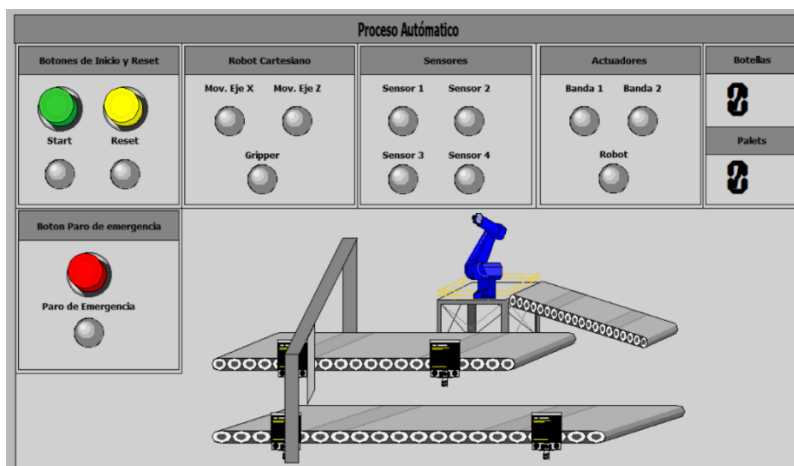 Proceso Autómatico
Botones de Inicio y Reset
Robot Cartesiano
Sensores
Actuadores
Botellas
Mov. Eje X
Mov. Eje Z
Sensor 1
Sensor 2
Banda 1
Banda 2
0
Start
Reset
Palets
Gripper
Sensor 3
Sensor 4
Robot
0
Boton Paro de emergencia
Paro de Emergencia